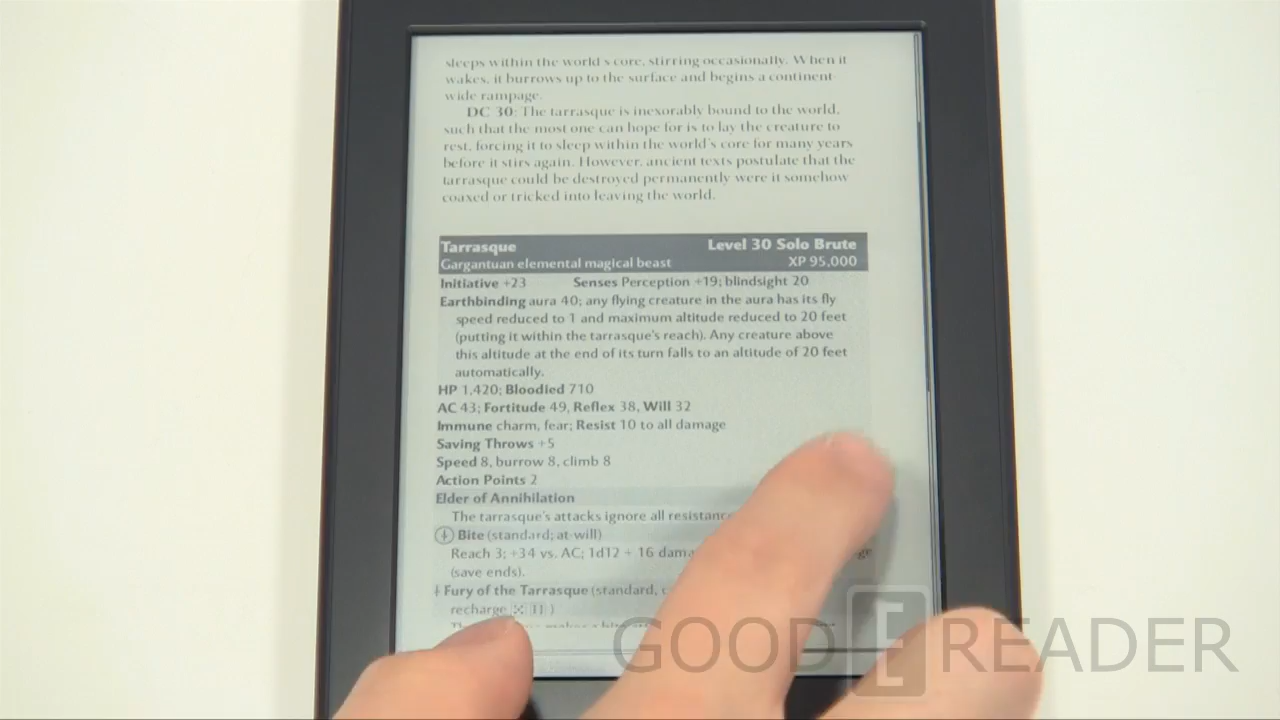 sleeps within the world's core, stirring occasionally. When it
wakes, it burrows up to the surface and begins a continent-
wide rampage.
DC 30: The tarrasque is inexorably bound to the world,
such that the most one can hope for is to lay the creature to
rest, forcing it to sleep within the world's core for many years
before it stirs again. However, ancient texts postulate that the
tarrasque could be destroyed permanently were it somehow
coaxed or tricked into leaving the world.
Tarrasque Level 30 Solo Brute
Gargantuan elemental magical beast XP 95,000
Initiative +23 Senses Perception +19; blindsight 20
Earthbinding aura 40; any flying creature in the aura has its fly
speed reduced to 1 and maximum altitude reduced to 20 feet
(putting it within the tarrasque's reach). Any creature above
this altitude at the end of its turn falls to an altitude of 20 feet
automatically.
HP 1,420; Bloodied 710
AC 43; Fortitude 49, Reflex 38, Will 32
Immune charm, fear; Resist 10 to all damage
Saving Throws +5
Speed 8, burrow 8, climb 8
Action Points 2
Elder of Annihilation
The tarrasque's attacks ignore all
Bite (standard; at-will)
Reach 3; +34 vs. AC; 1d12 + 16
(save ends).
Fury of the Tarrasque (standard,
recharge
GOOD E READER